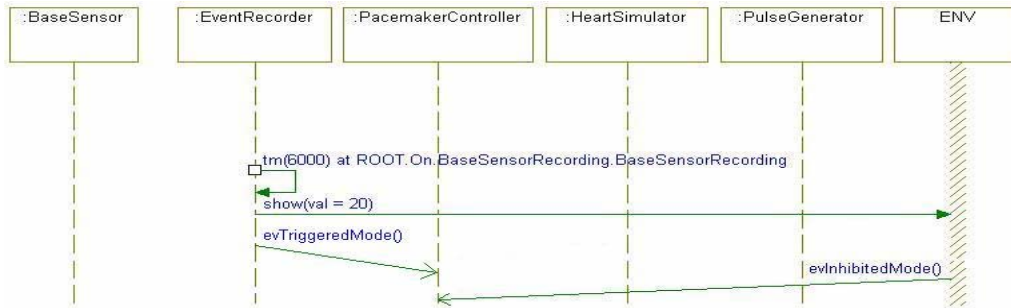 :BaseSensor
:EventRecorder
:PacemakerController
:HeartSimulator
:PulseGenerator
ENV
tm(6000) at ROOT.On.BaseSensorRecording.BaseSensorRecording
show(val = 20)
evTriggeredMode()
evInhibitedMode()